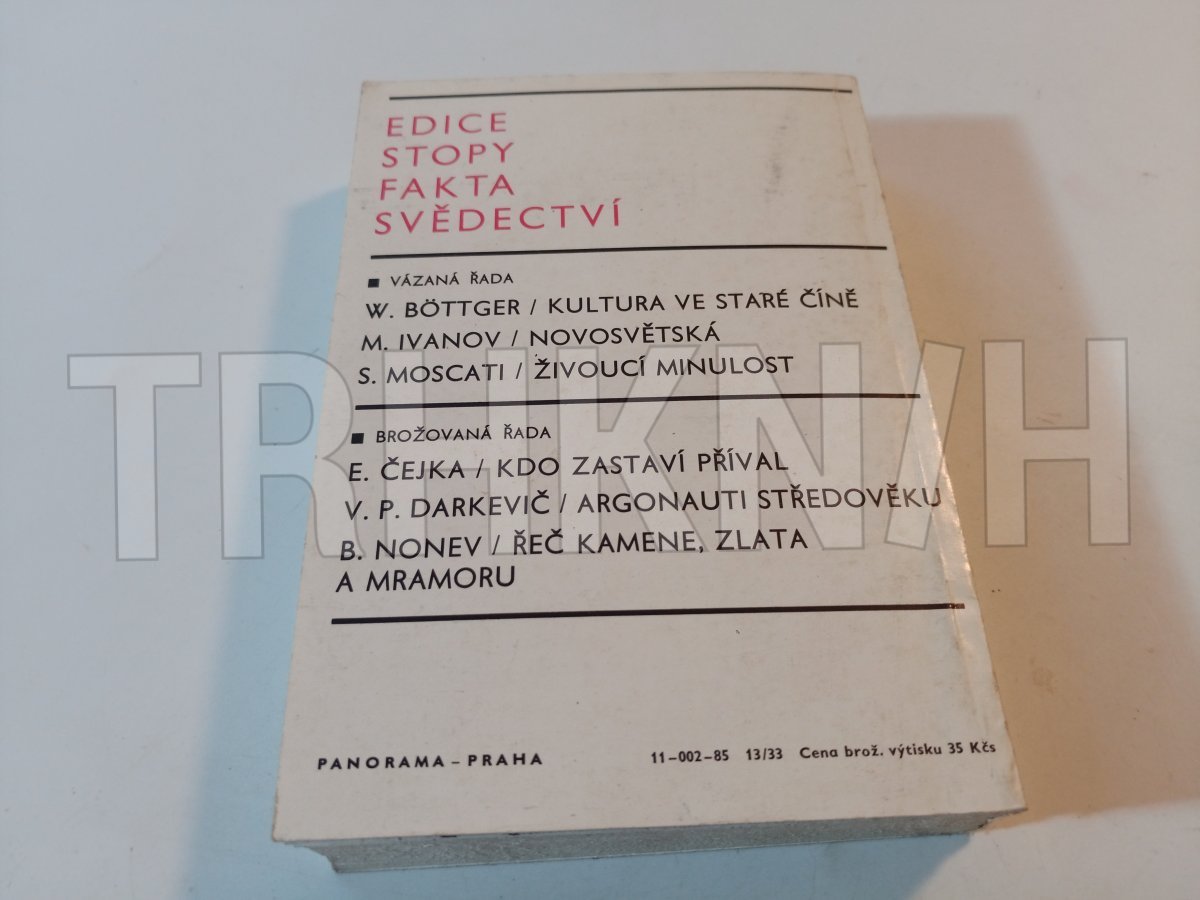 EDICE
STOPY
FAKTA
SVĚDECTVÍ
■ VÁZANÁ ŘADA
W. BÖTTGER / KULTURA VE STARÉ ČÍNĚ
M. IVANOV / NOVOSVĚTSKÁ
S. MOSCATI / ŽIVOUCÍ MINULOST
■ BROŽOVANÁ ŘADA
E. ČEJKA / KDO ZASTAVÍ PŘÍVAL
V. P. DARKEVIČ / ARGONAUTI STŘEDOVĚKU
B. NONEV / ŘEČ KAMENE, ZLATA
A MRAMORU
PANORAMA – PRAHA 11–002–85 13/33 Cena brož. výtisku 35 Kčs
TRHKN/H